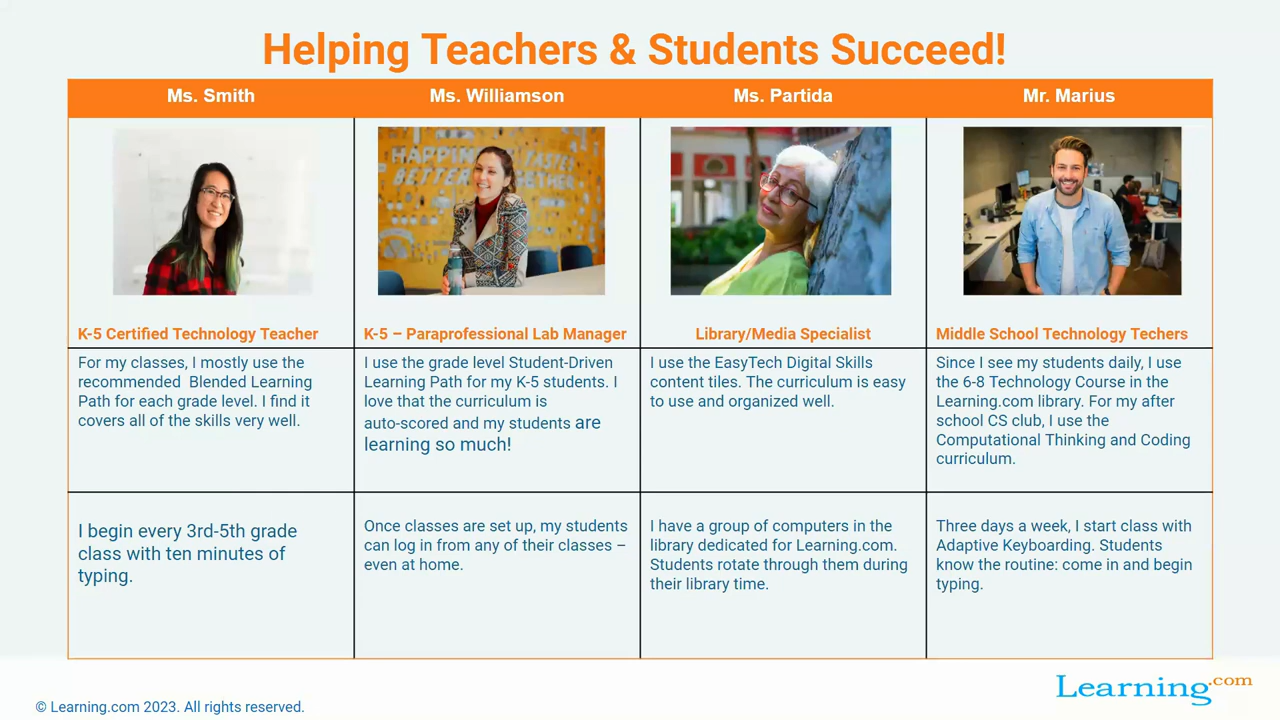 Helping Teachers & Students Succeed!
Ms. Smith
Ms. Williamson
Ms. Partida
Mr. Marius
HAPPIN
BETTER
K-5 Certified Technology Teacher
K-5 – Paraprofessional Lab Manager
Library/Media Specialist
Middle School Technology Techers
For my classes, I mostly use the
recommended  Blended Learning
Path for each grade level. I find it
covers all of the skills very well.
I use the grade level Student-Driven
Learning Path for my K-5 students. I
love that the curriculum is
auto-scored and my students are
learning so much!
I use the EasyTech Digital Skills
content tiles. The curriculum is easy
to use and organized well.
Since I see my students daily, I use
the 6-8 Technology Course in the
Learning.com library. For my after
school CS club, I use the
Computational Thinking and Coding
curriculum.
I begin every 3rd-5th grade
class with ten minutes of
typing.
Once classes are set up, my students
can log in from any of their classes –
even at home.
I have a group of computers in the
library dedicated for Learning.com.
Students rotate through them during
their library time.
Three days a week, I start class with
Adaptive Keyboarding. Students
know the routine: come in and begin
typing.
Learning.com
© Learning.com 2023. All rights reserved.